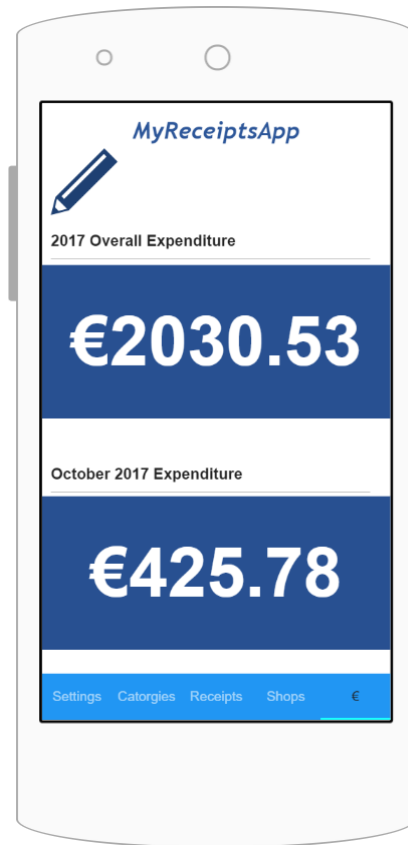 MyReceiptsApp
2017 Overall Expenditure
€2030.53
October 2017 Expenditure
€425.78
Settings Catorgies Receipts Shops €